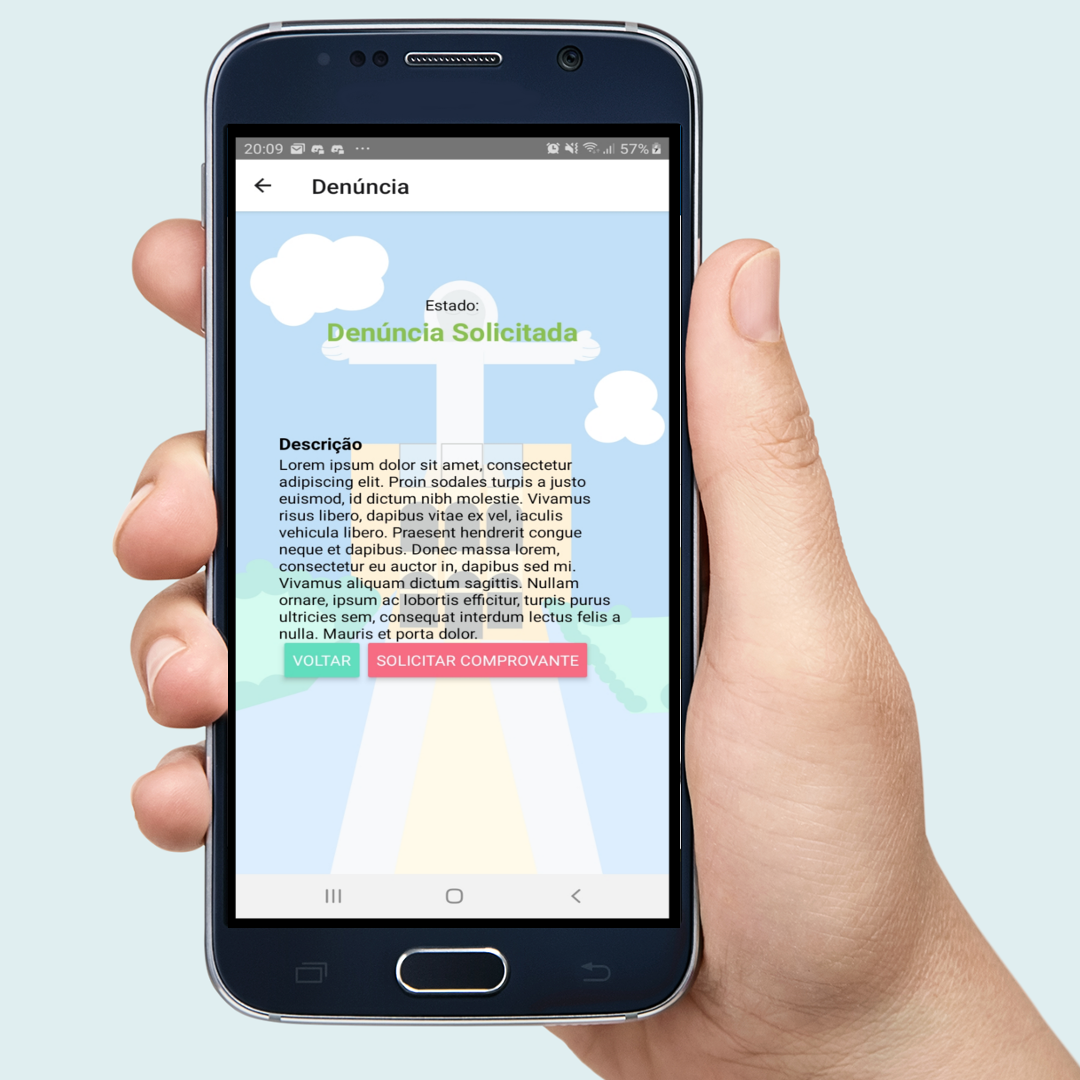 20:09 57%
Denúncia
Estado:
Denúncia Solicitada
Descrição
Lorem ipsum dolor sit amet, consectetur
adipiscing elit. Proin sodales turpis a justo
euismod, id dictum nibh molestie. Vivamus
risus libero, dapibus vitae ex vel, iaculis
vehicula libero. Praesent hendrerit congue
neque et dapibus. Donec massa lorem,
consectetur eu auctor in, dapibus sed mi.
Vivamus aliquam dictum sagittis. Nullam
ornare, ipsum ac lobortis efficitur, turpis purus
ultricies sem, consequat interdum lectus felis a
nulla. Mauris et porta dolor.
VOLTAR SOLICITAR COMPROVANTE